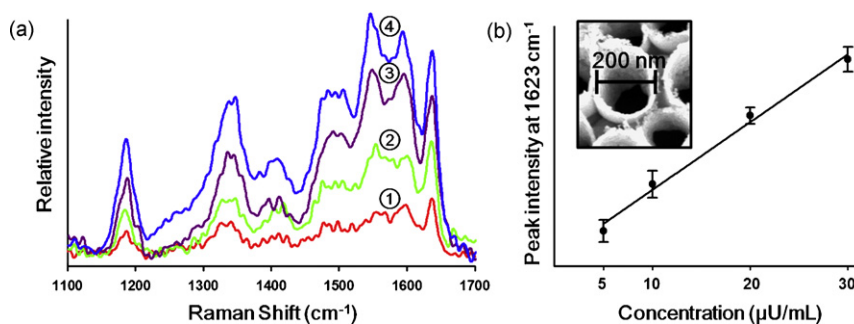 (a)
Relative intensity
④
③
②
①
1100 1200 1300 1400 1500 1600 1700
Raman Shift (cm⁻¹)
(b)
Peak intensity at 1623 cm⁻¹
200 nm
5 10 20 30
Concentration (µU/mL)